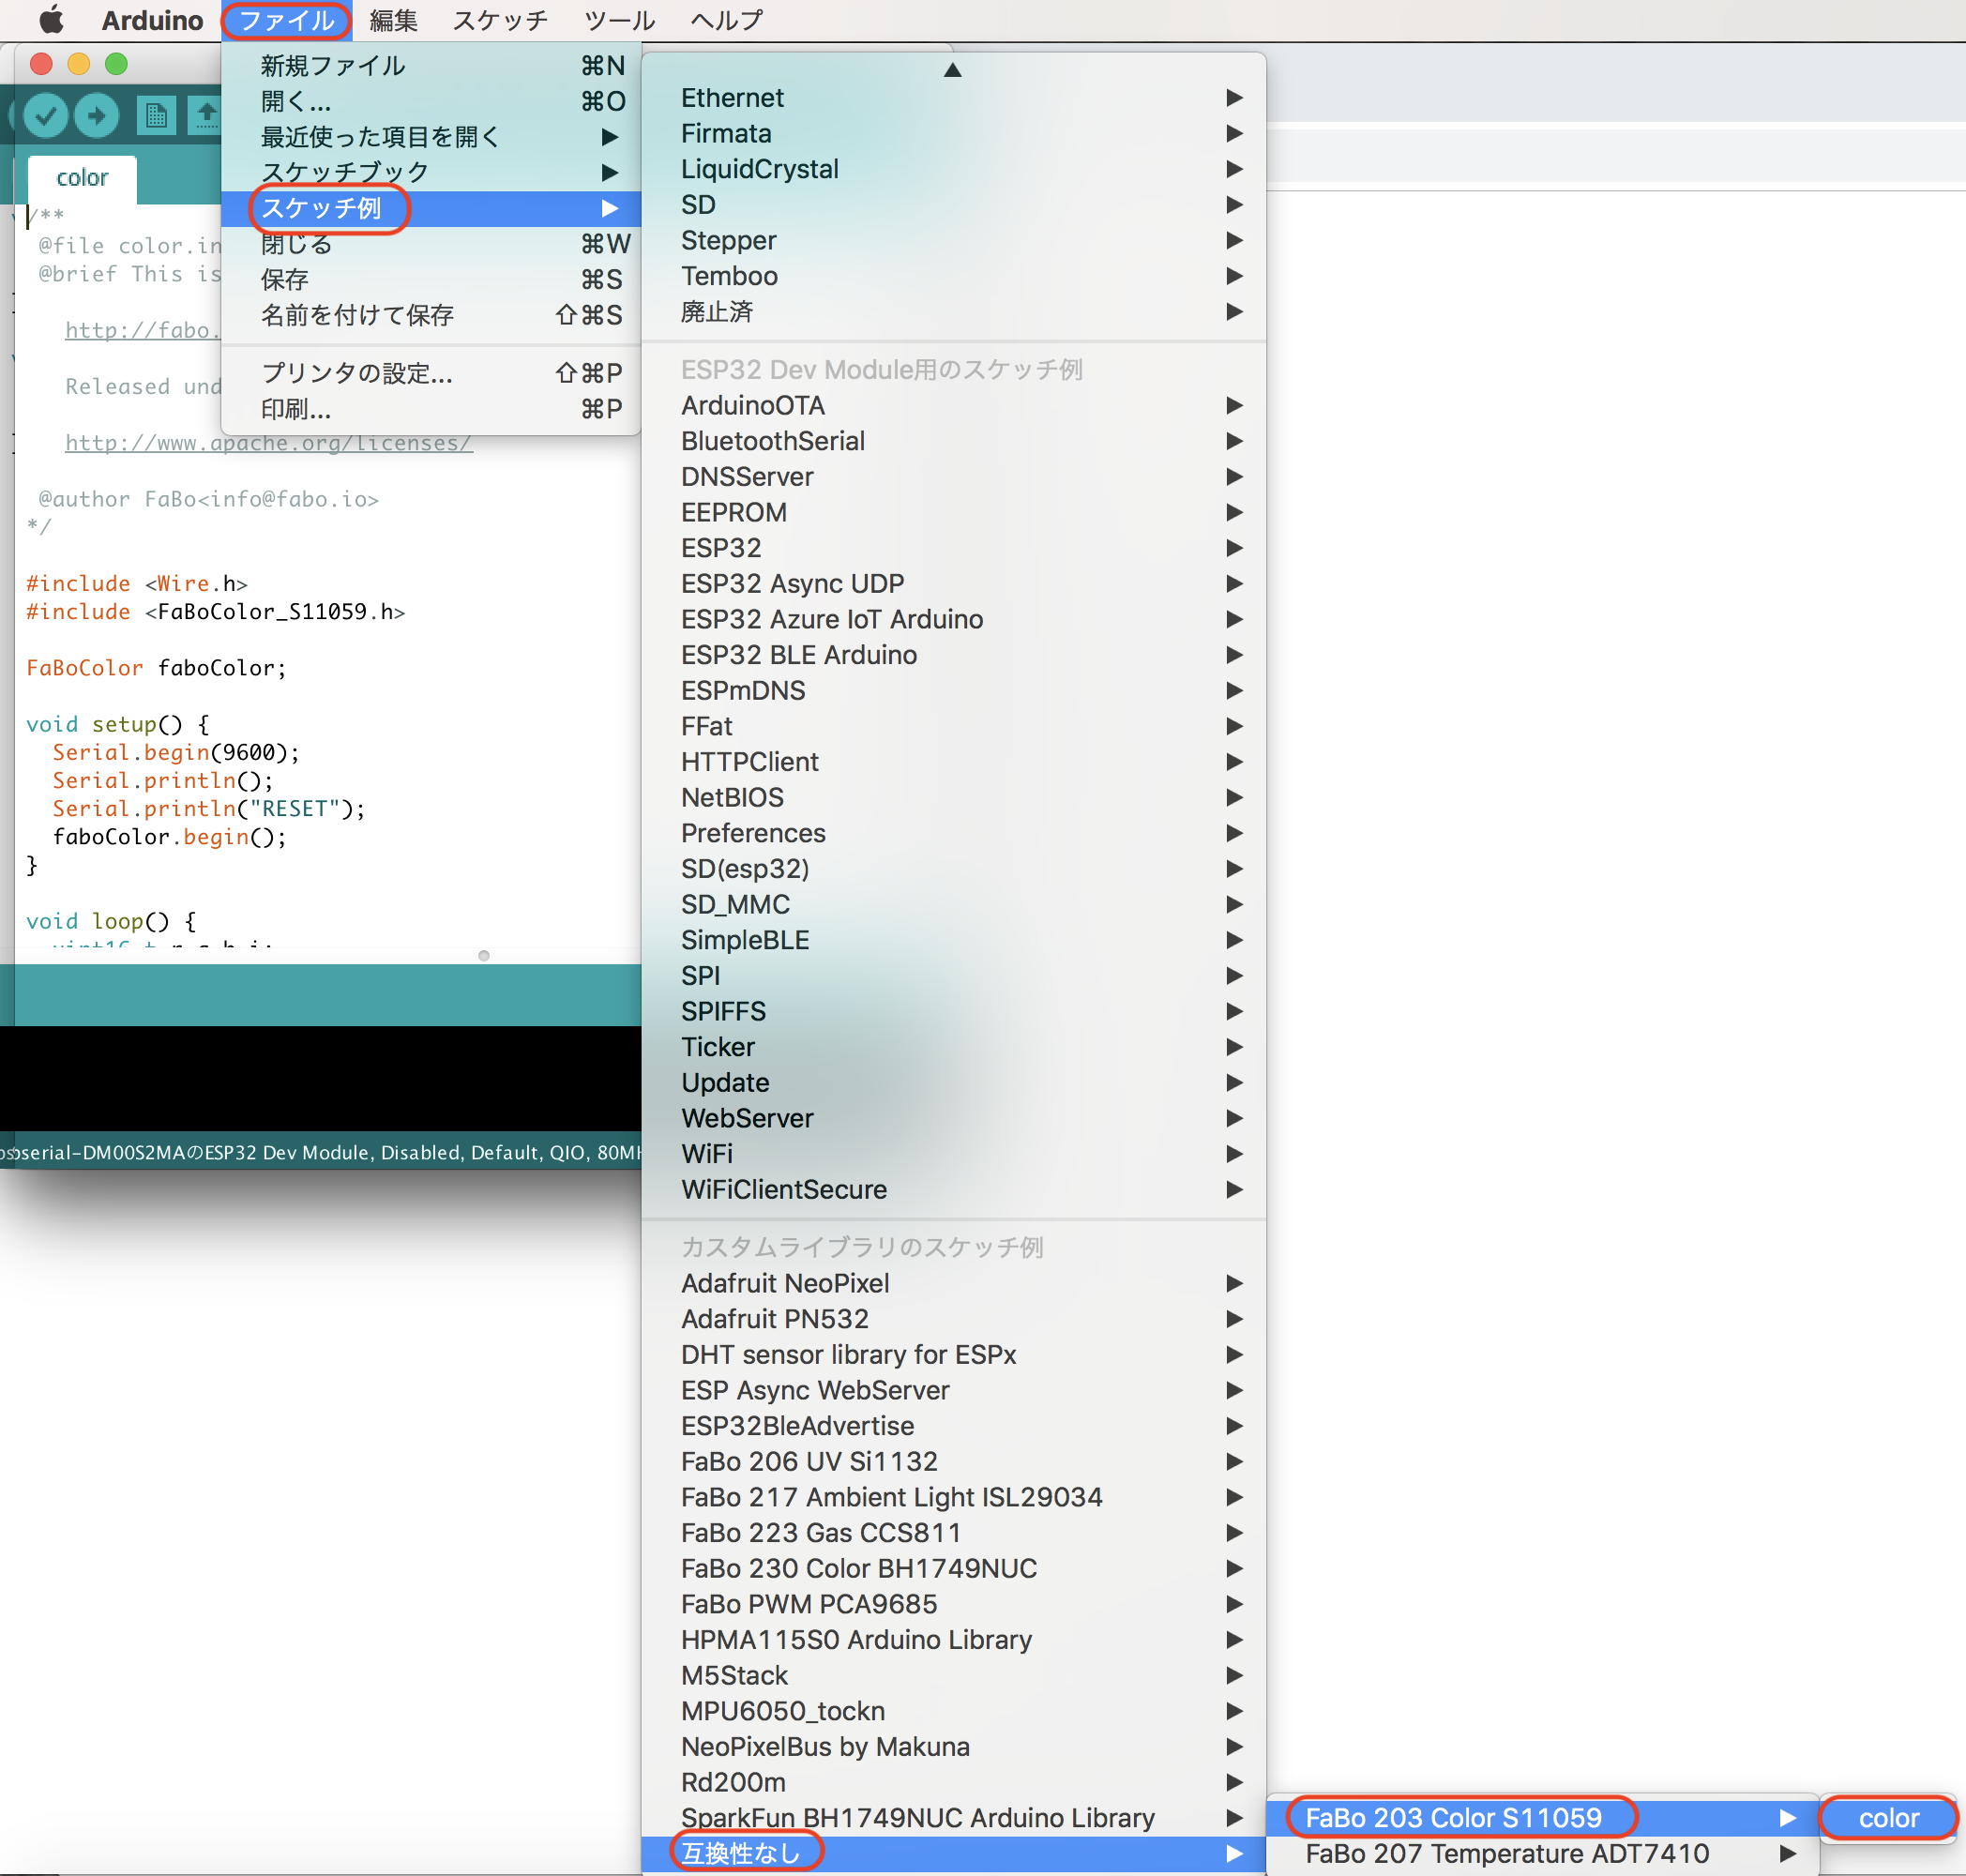 Arduino ファイル 編集 スケッチ ツール ヘルプ
新規ファイル ⌘N
開く... ⌘O
最近使った項目を開く ▶
スケッチブック ▶
スケッチ例 ▶
閉じる ⌘W
保存 ⌘S
名前を付けて保存 ⇧⌘S
プリンタの設定... ⇧⌘P
印刷... ⌘P
color
/**
@file color.in
@brief This is
http://fabo.
Released und
http://www.apache.org/licenses/
@author FaBo<info@fabo.io>
*/
#include <Wire.h>
#include <FaBoColor_S11059.h>
FaBoColor faboColor;
void setup() {
Serial.begin(9600);
Serial.println();
Serial.println("RESET");
faboColor.begin();
}
void loop() {
serial-DM00S2MAのESP32 Dev Module, Disabled, Default, QIO, 80MH
▲
Ethernet ▶
Firmata ▶
LiquidCrystal ▶
SD ▶
Stepper ▶
Temboo ▶
廃止済 ▶
ESP32 Dev Module用のスケッチ例
ArduinoOTA ▶
BluetoothSerial ▶
DNSServer ▶
EEPROM ▶
ESP32 ▶
ESP32 Async UDP ▶
ESP32 Azure IoT Arduino ▶
ESP32 BLE Arduino ▶
ESPmDNS ▶
FFat ▶
HTTPClient ▶
NetBIOS ▶
Preferences ▶
SD(esp32) ▶
SD_MMC ▶
SimpleBLE ▶
SPI ▶
SPIFFS ▶
Ticker ▶
Update ▶
WebServer ▶
WiFi ▶
WiFiClientSecure ▶
カスタムライブラリのスケッチ例
Adafruit NeoPixel ▶
Adafruit PN532 ▶
DHT sensor library for ESPx ▶
ESP Async WebServer ▶
ESP32BleAdvertise ▶
FaBo 206 UV Si1132 ▶
FaBo 217 Ambient Light ISL29034 ▶
FaBo 223 Gas CCS811 ▶
FaBo 230 Color BH1749NUC ▶
FaBo PWM PCA9685 ▶
HPMA115S0 Arduino Library ▶
M5Stack ▶
MPU6050_tockn ▶
NeoPixelBus by Makuna ▶
Rd200m ▶
SparkFun BH1749NUC Arduino Library ▶
互換性なし ▶
FaBo 203 Color S11059 ▶
FaBo 207 Temperature ADT7410 ▶
color